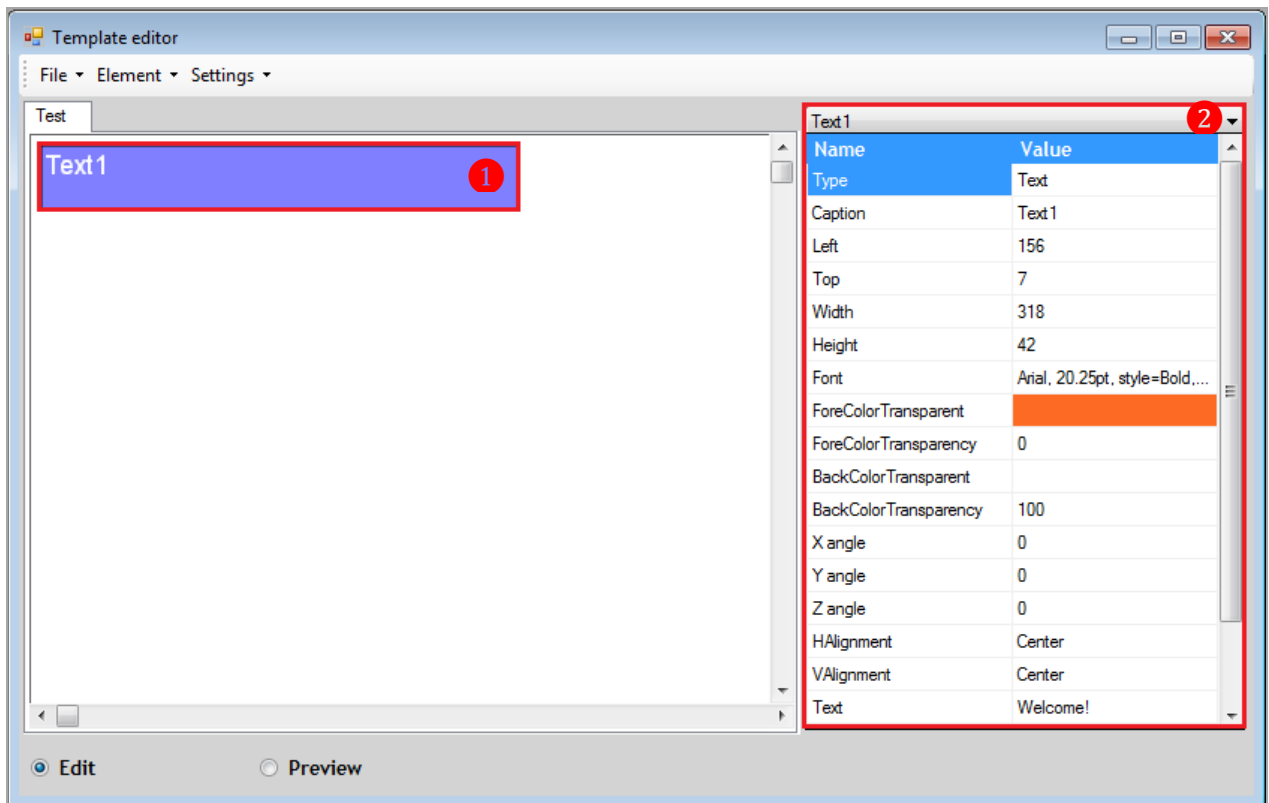 Template editor
File Element Settings
Test
Text1
1
Text1 2
Name Value
Type Text
Caption Text1
Left 156
Top 7
Width 318
Height 42
Font Arial, 20.25pt, style=Bold,...
ForeColorTransparent
ForeColorTransparency 0
BackColorTransparent
BackColorTransparency 100
X angle 0
Y angle 0
Z angle 0
HAlignment Center
VAlignment Center
Text Welcome!
Edit Preview